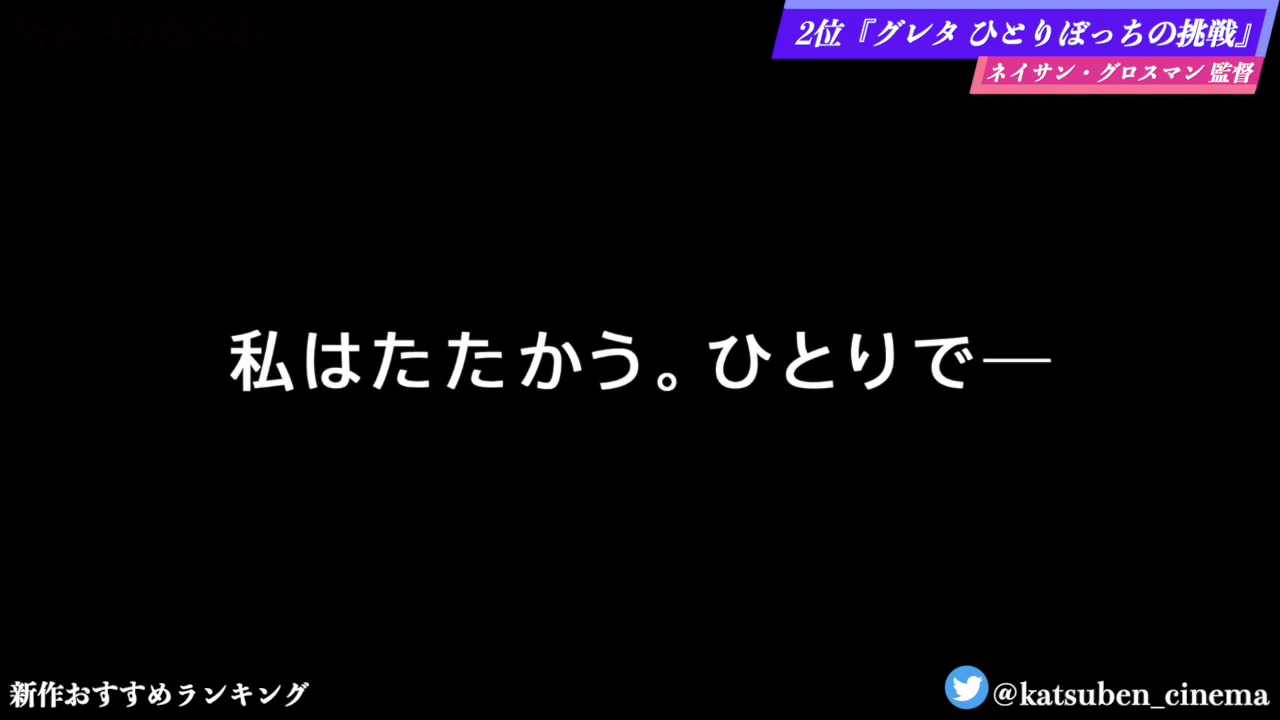 2位『グレタ ひとりぼっちの挑戦』
ネイサン・グロスマン 監督
私はたたかう。ひとりで―
新作おすすめランキング
@katsuben_cinema